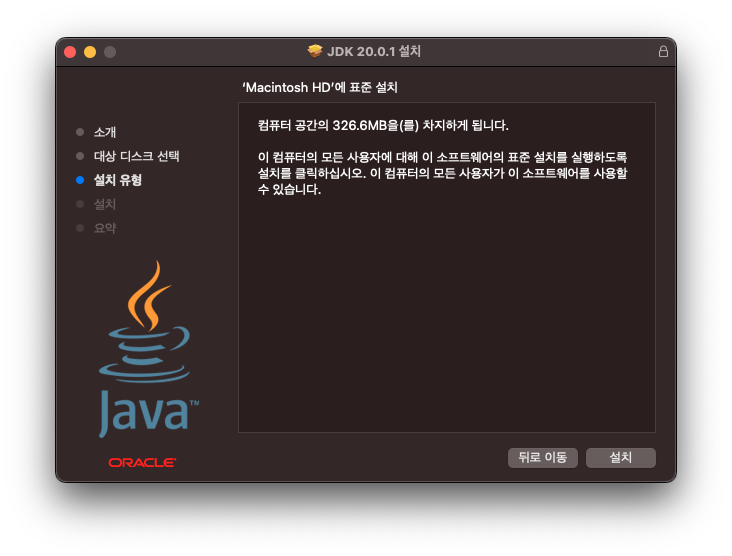 JDK 20.0.1 설치
'Macintosh HD'에 표준 설치
소개
대상 디스크 선택
설치 유형
설치
요약
컴퓨터 공간의 326.6MB을(를) 차지하게 됩니다.
이 컴퓨터의 모든 사용자에 대해 이 소프트웨어의 표준 설치를 실행하도록
설치를 클릭하십시오. 이 컴퓨터의 모든 사용자가 이 소프트웨어를 사용할
수 있습니다.
Java™
ORACLE
뒤로 이동
설치